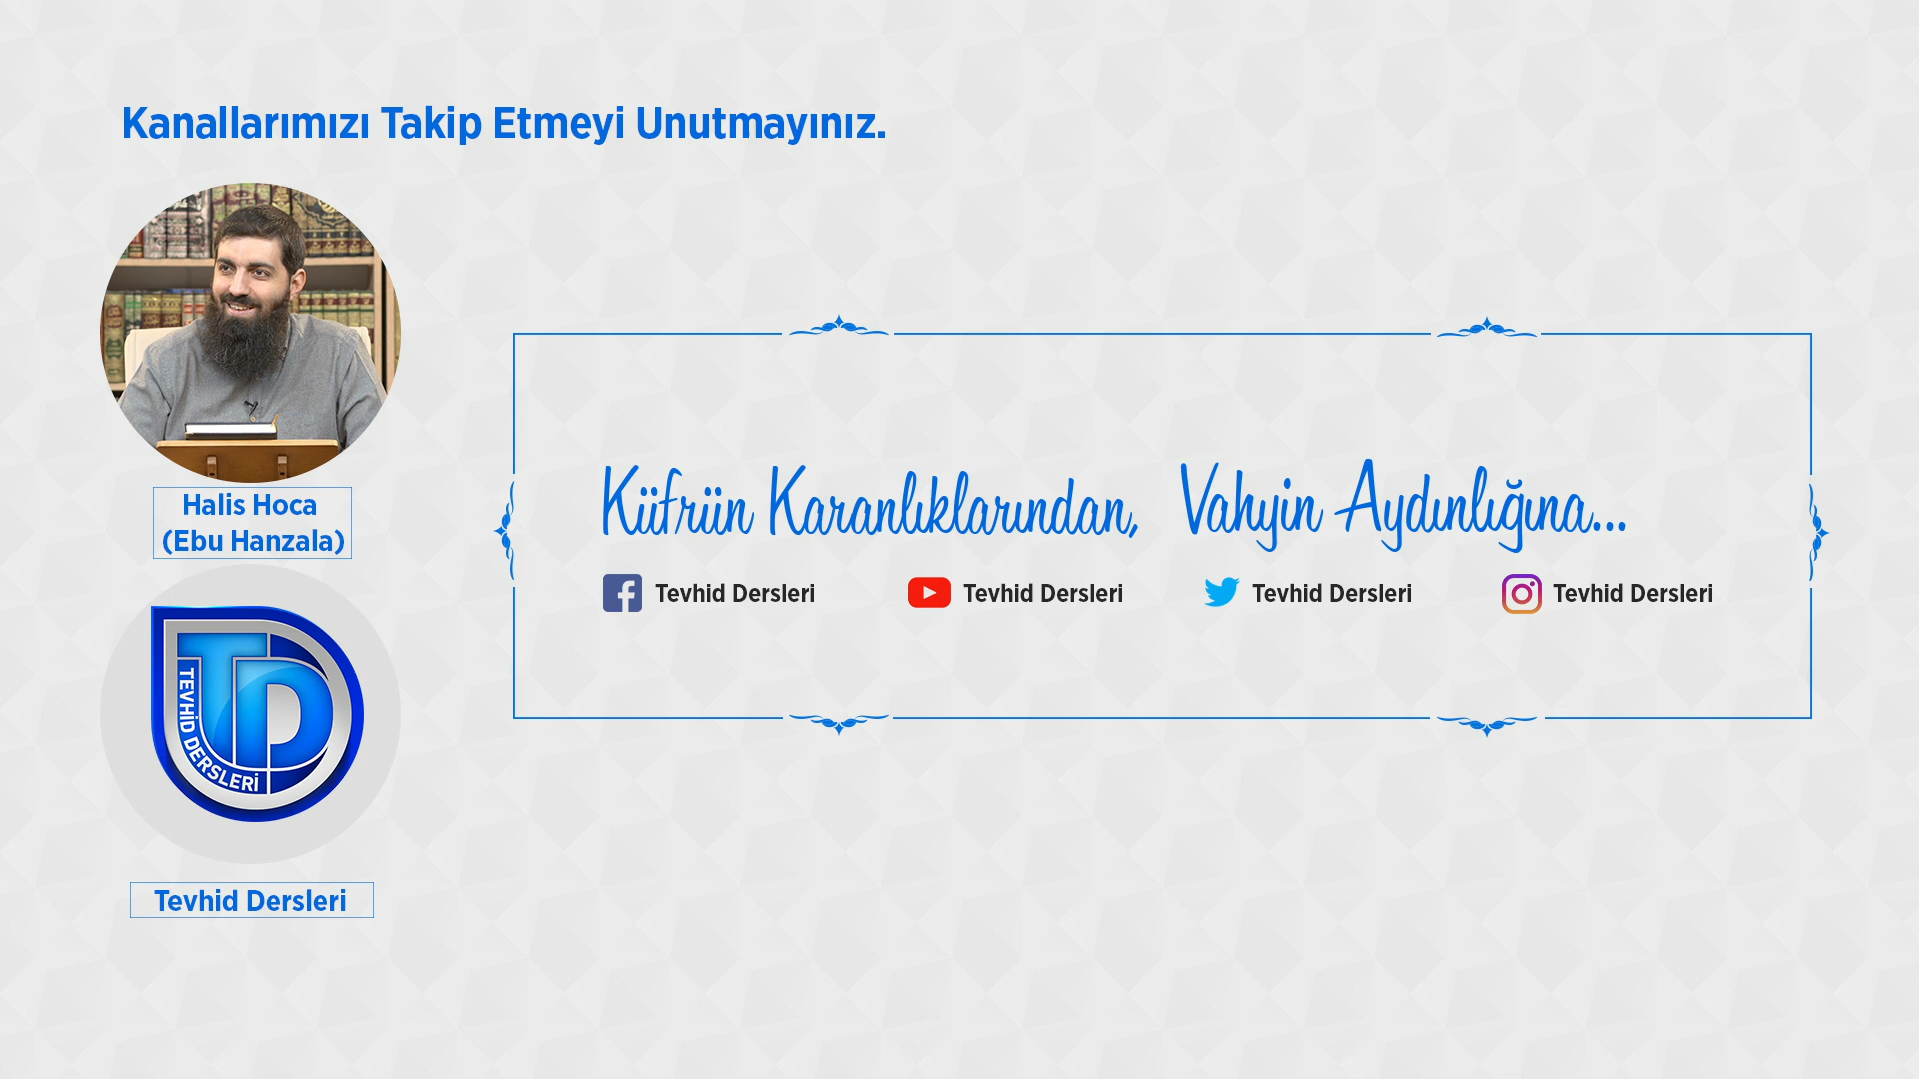 Kanallarımızı Takip Etmeyi Unutmayınız.
Halis Hoca
(Ebu Hanzala)
Küfrün Karanlıklarından, Vahyin Aydınlığına...
Tevhid Dersleri Tevhid Dersleri Tevhid Dersleri Tevhid Dersleri
TD
TEVHİD DERSLERİ
Tevhid Dersleri